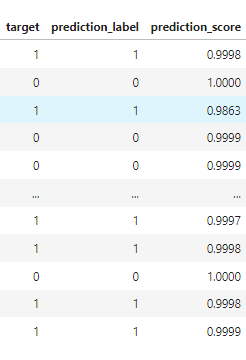 target prediction_label prediction_score
1 1 0.9998
0 0 1.0000
1 1 0.9863
0 0 0.9999
0 0 0.9999
... ... ...
1 1 0.9997
1 1 0.9998
0 0 1.0000
1 1 0.9998
1 1 0.9999